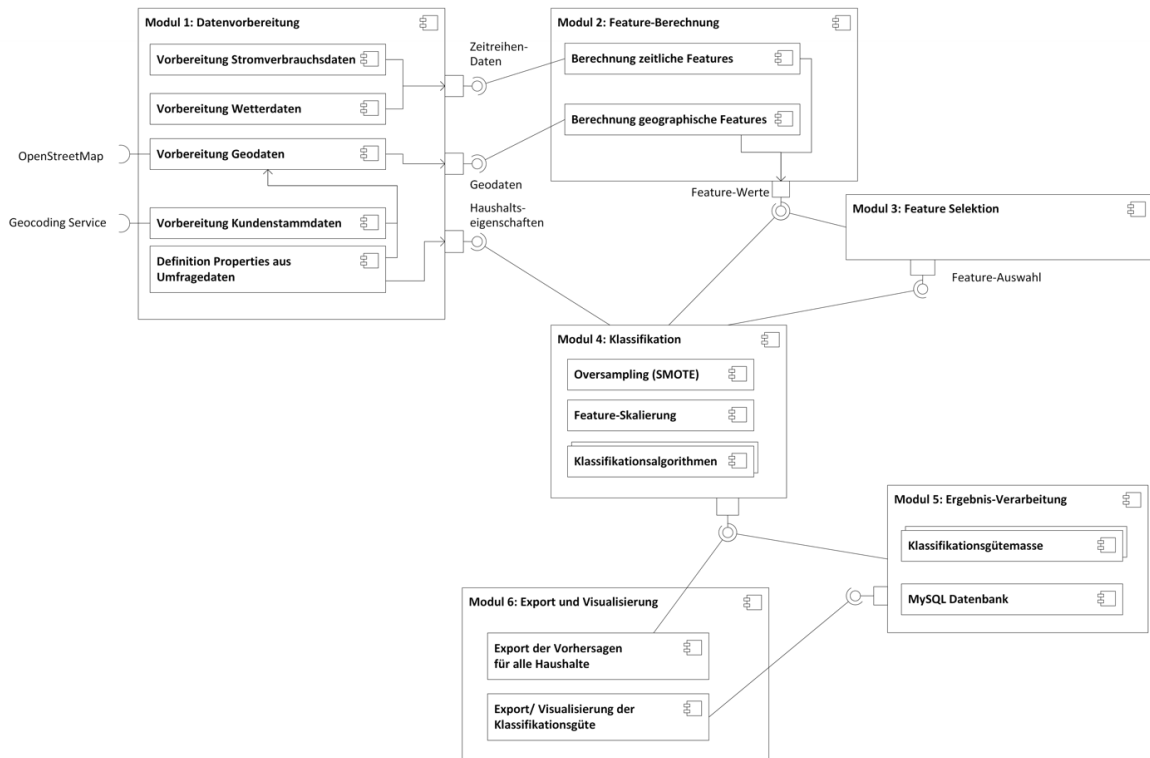 Modul 1: Datenvorbereitung
Vorbereitung Stromverbrauchsdaten
Vorbereitung Wetterdaten
Vorbereitung Geodaten
Vorbereitung Kundenstammdaten
Definition Properties aus
Umfragedaten
OpenStreetMap
Geocoding Service
Zeitreihen-
Daten
Geodaten
Haushalts-
eigenschaften
Modul 2: Feature-Berechnung
Berechnung zeitliche Features
Berechnung geographische Features
Feature-Werte
Modul 3: Feature Selektion
Feature-Auswahl
Modul 4: Klassifikation
Oversampling (SMOTE)
Feature-Skalierung
Klassifikationsalgorithmen
Modul 5: Ergebnis-Verarbeitung
Klassifikationsgütemasse
MySQL Datenbank
Modul 6: Export und Visualisierung
Export der Vorhersagen
für alle Haushalte
Export/ Visualisierung der
Klassifikationsgüte